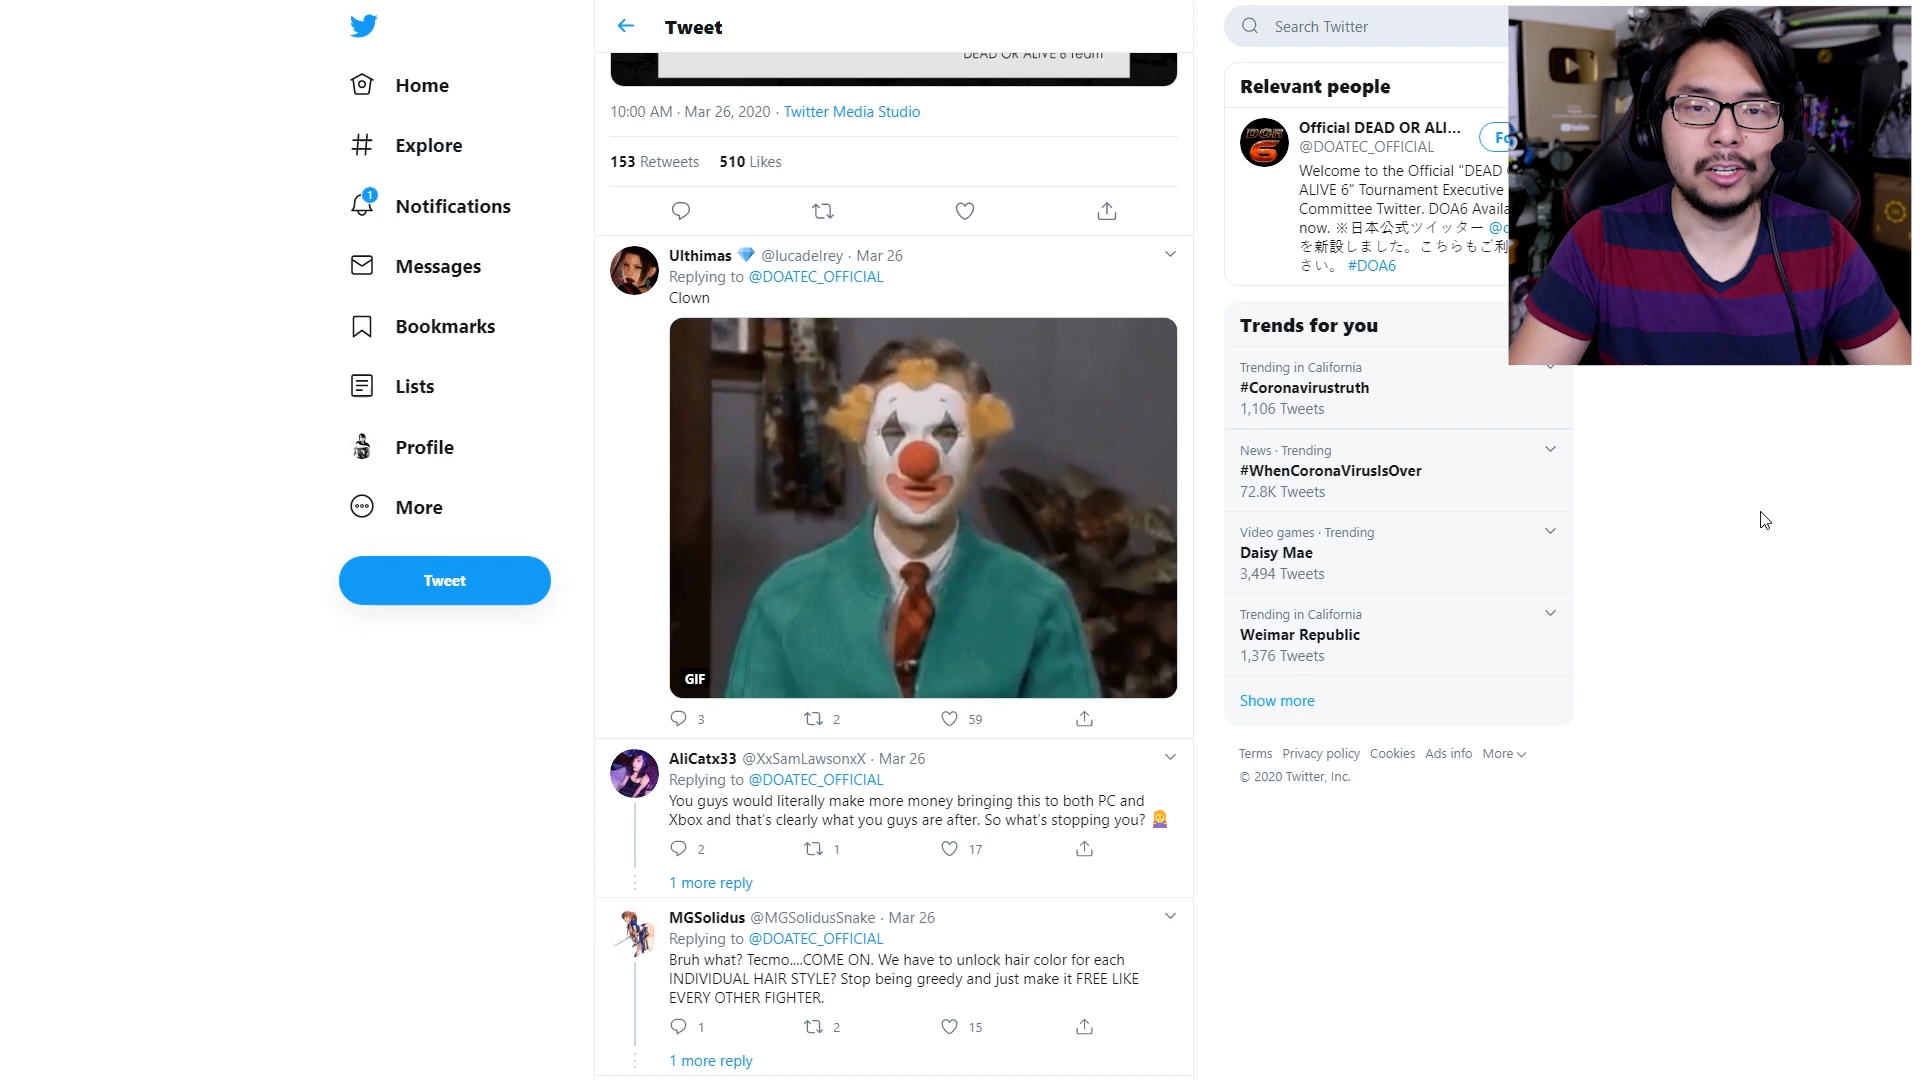 Home
Explore
1
Notifications
Messages
Bookmarks
Lists
Profile
More
Tweet
Tweet
DEAD OR ALIVE 6 Team
10:00 AM · Mar 26, 2020 · Twitter Media Studio
153 Retweets 510 Likes
Ulthimas 💎 @lucadelrey · Mar 26
Replying to @DOATEC_OFFICIAL
Clown
GIF
3 2 59
AliCatx33 @XxSamLawsonxX · Mar 26
Replying to @DOATEC_OFFICIAL
You guys would literally make more money bringing this to both PC and
Xbox and that's clearly what you guys are after. So what's stopping you? 🤷‍♀️
2 1 17
1 more reply
MGSolidus @MGSolidusSnake · Mar 26
Replying to @DOATEC_OFFICIAL
Bruh what? Tecmo....COME ON. We have to unlock hair color for each
INDIVIDUAL HAIR STYLE? Stop being greedy and just make it FREE LIKE
EVERY OTHER FIGHTER.
1 2 15
1 more reply
Search Twitter
Relevant people
DOA
6
Official DEAD OR ALI...
@DOATEC_OFFICIAL
Fo
Welcome to the Official "DEAD
ALIVE 6" Tournament Executive
Committee Twitter. DOA6 Availa
now. ※日本公式ツイッター @d
を新設しました。こちらもご利
さい。 #DOA6
Trends for you
Trending in California
#Coronavirustruth
1,106 Tweets
News · Trending
#WhenCoronaVirusIsOver
72.8K Tweets
Video games · Trending
Daisy Mae
3,494 Tweets
Trending in California
Weimar Republic
1,376 Tweets
Show more
Terms Privacy policy Cookies Ads info More
© 2020 Twitter, Inc.